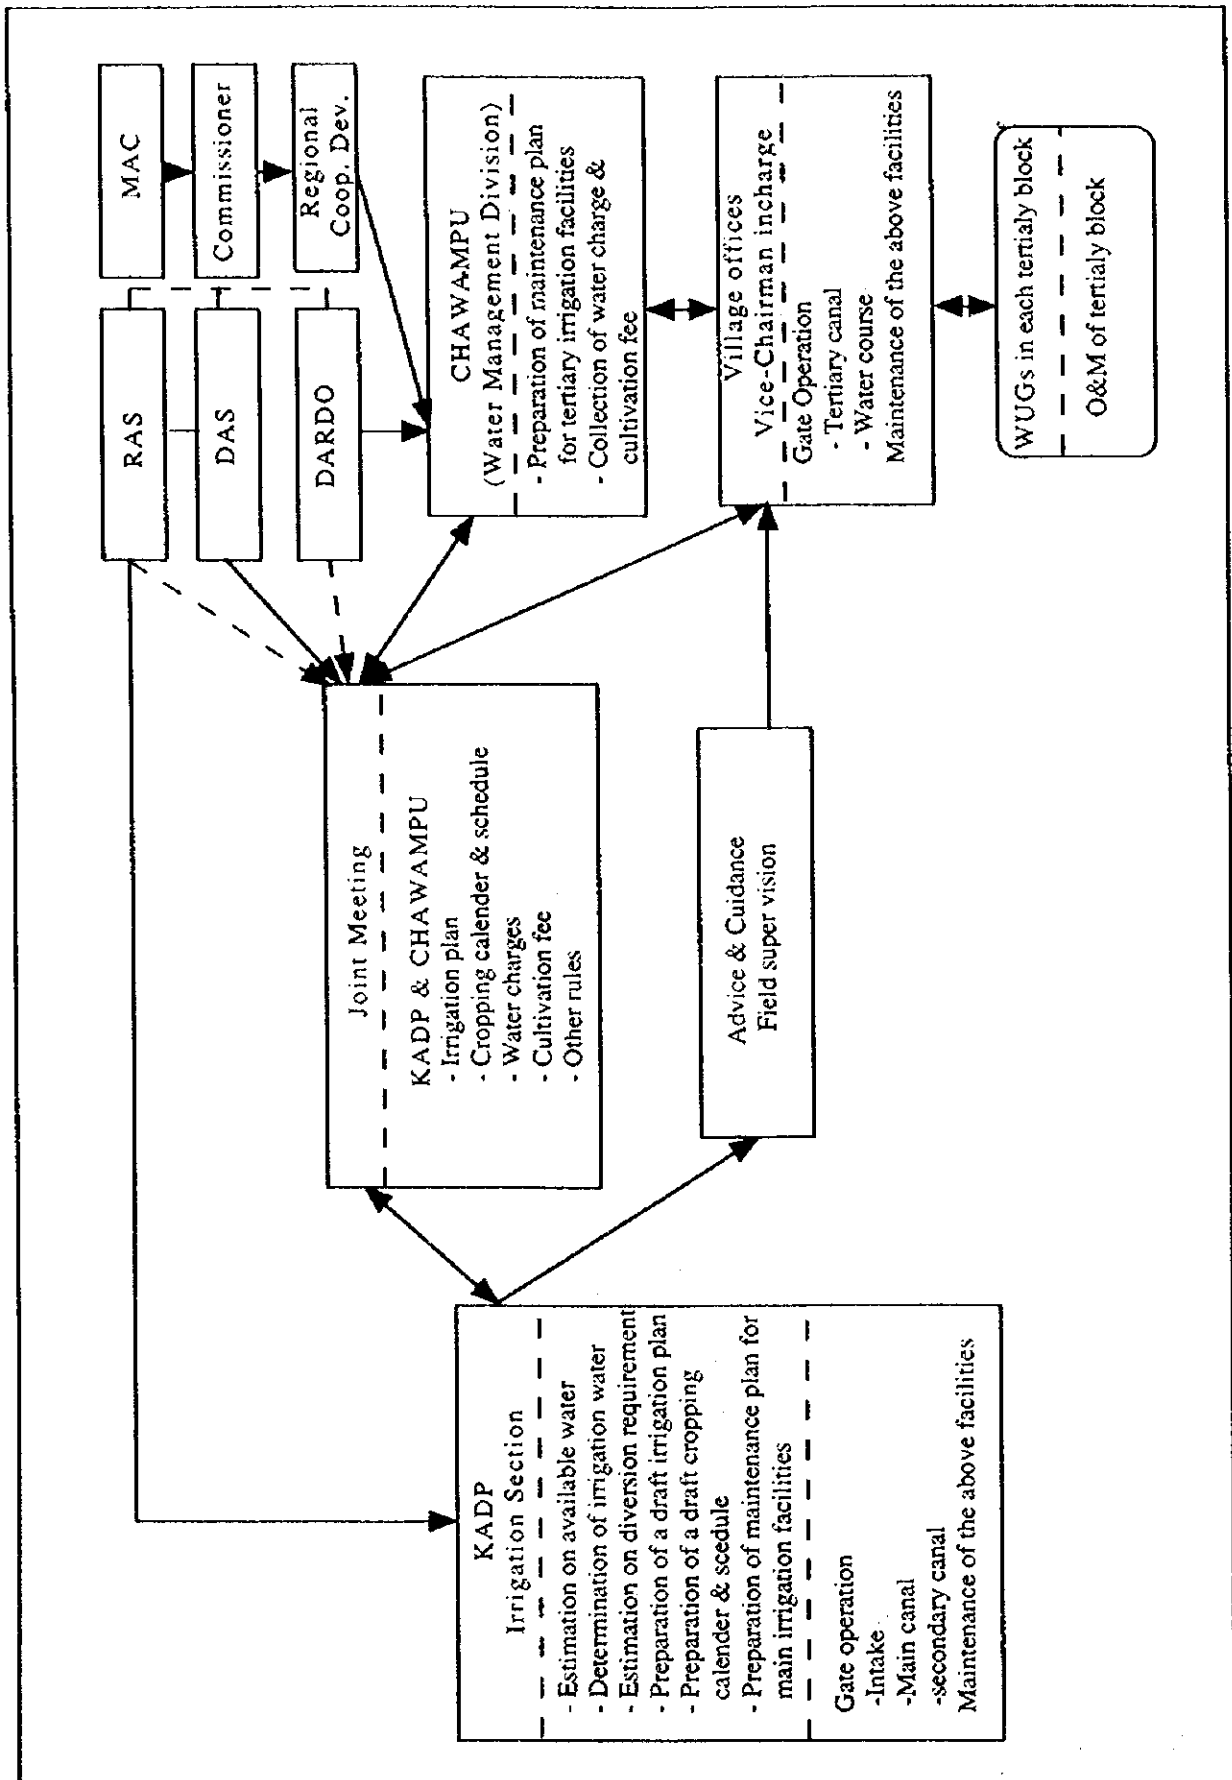 RAS
MAC
DAS
Commissioner
DARDO
Regional
Coop. Dev.
Joint Meeting
KADP & CHAWAMPU
- Irrigation plan
- Cropping calender & schedule
- Water charges
- Cultivation fee
- Other rules
CHAWAMPU
(Water Management Division)
- Preparation of maintenance plan
for tertiary irrigation facilities
- Collection of water charge &
cultivation fee
KADP
Irrigation Section
- Estimation on available water
- Determination of irrigation water
- Estimation on diversion requirement
- Preparation of a draft irrigation plan
- Preparation of a draft cropping
calender & scedule
- Preparation of maintenance plan for
main irrigation facilities
Gate operation
-Intake
-Main canal
-secondary canal
Maintenance of the above facilities
Advice & Cuidance
Field super vision
Village offices
Vice-Chairman incharge
Gate Operation
- Tertiary canal
- Water course
Maintenance of the above facilities
WUGs in each tertialy block
O&M of tertialy block